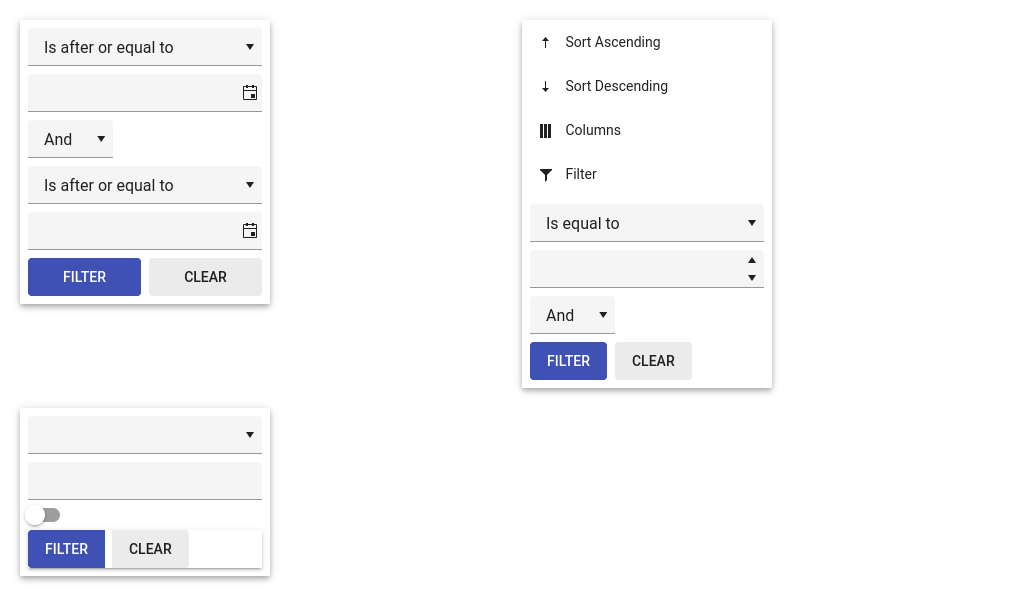 Is after or equal to
And
Is after or equal to
FILTER CLEAR
Sort Ascending
Sort Descending
Columns
Filter
Is equal to
And
FILTER CLEAR
FILTER CLEAR